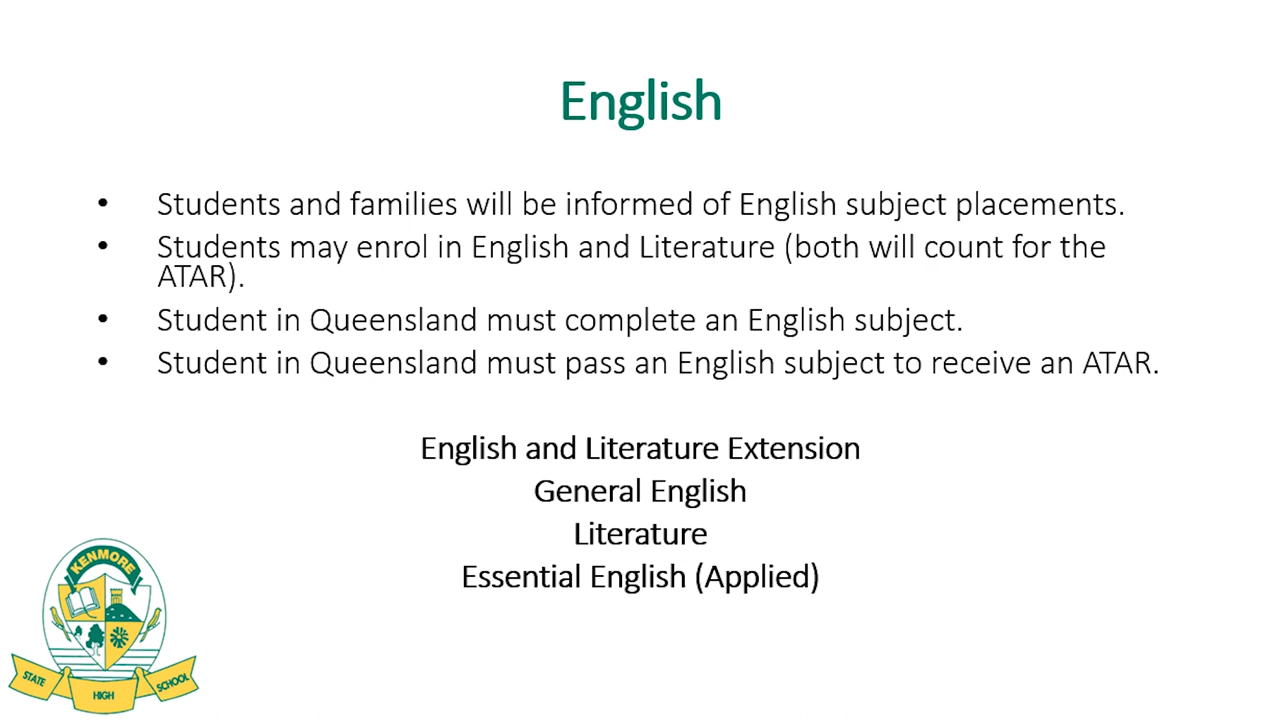 English
• Students and families will be informed of English subject placements.
• Students may enrol in English and Literature (both will count for the
ATAR).
• Student in Queensland must complete an English subject.
• Student in Queensland must pass an English subject to receive an ATAR.
English and Literature Extension
General English
Literature
Essential English (Applied)
KENMORE
STATE HIGH SCHOOL